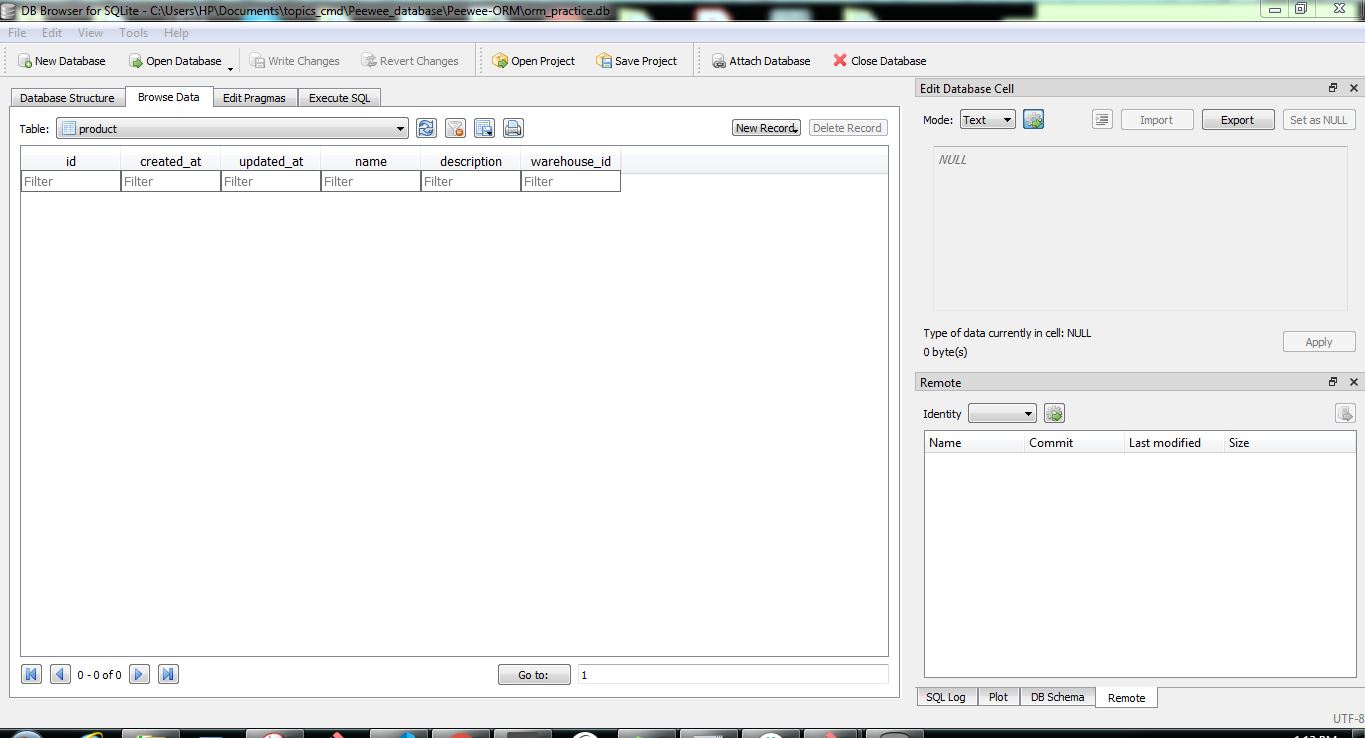 DB Browser for SQLite - C:\Users\HP\Documents\topics_cmd\Peewee_database\Peewee-ORM\orm_practice.db
File Edit View Tools Help
New Database Open Database Write Changes Revert Changes Open Project Save Project Attach Database Close Database
Database Structure Browse Data Edit Pragmas Execute SQL
Table: product New Record Delete Record
id created_at updated_at name description warehouse_id
Filter Filter Filter Filter Filter Filter
0 - 0 of 0 Go to: 1
Edit Database Cell
Mode: Text Import Export Set as NULL
NULL
Type of data currently in cell: NULL
0 byte(s)
Apply
Remote
Identity
Name Commit Last modified Size
SQL Log Plot DB Schema Remote
UTF-8